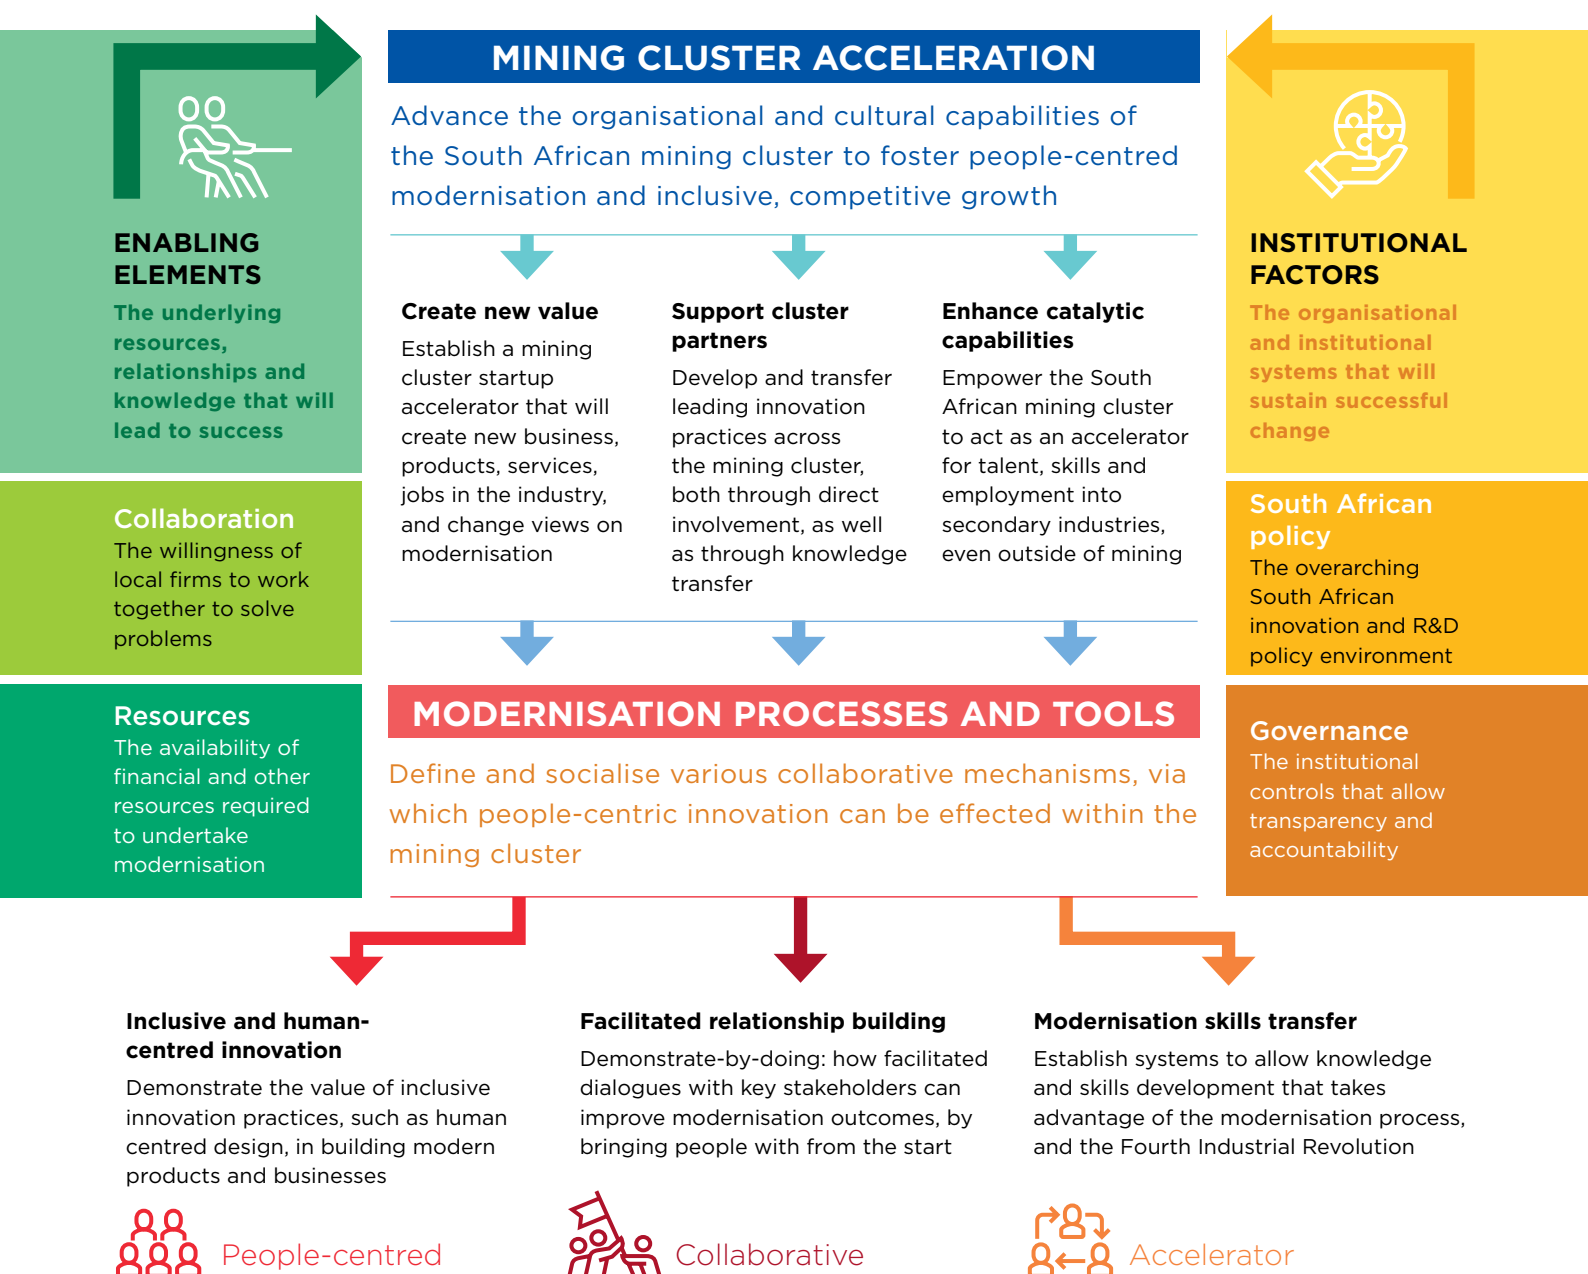 MINING CLUSTER ACCELERATION
Advance the organisational and cultural capabilities of
the South African mining cluster to foster people-centred
modernisation and inclusive, competitive growth
ENABLING
ELEMENTS
The underlying
resources,
relationships and
knowledge that will
lead to success
Collaboration
The willingness of
local firms to work
together to solve
problems
Resources
The availability of
financial and other
resources required
to undertake
modernisation
Create new value
Establish a mining
cluster startup
accelerator that will
create new business,
products, services,
jobs in the industry,
and change views on
modernisation
Support cluster
partners
Develop and transfer
leading innovation
practices across
the mining cluster,
both through direct
involvement, as well
as through knowledge
transfer
Enhance catalytic
capabilities
Empower the South
African mining cluster
to act as an accelerator
for talent, skills and
employment into
secondary industries,
even outside of mining
INSTITUTIONAL
FACTORS
The organisational
and institutional
systems that will
sustain successful
change
South African
policy
The overarching
South African
innovation and R&D
policy environment
Governance
The institutional
controls that allow
transparency and
accountability
MODERNISATION PROCESSES AND TOOLS
Define and socialise various collaborative mechanisms, via
which people-centric innovation can be effected within the
mining cluster
Inclusive and human-
centred innovation
Demonstrate the value of inclusive
innovation practices, such as human
centred design, in building modern
products and businesses
People-centred
Facilitated relationship building
Demonstrate-by-doing: how facilitated
dialogues with key stakeholders can
improve modernisation outcomes, by
bringing people with from the start
Collaborative
Modernisation skills transfer
Establish systems to allow knowledge
and skills development that takes
advantage of the modernisation process,
and the Fourth Industrial Revolution
Accelerator